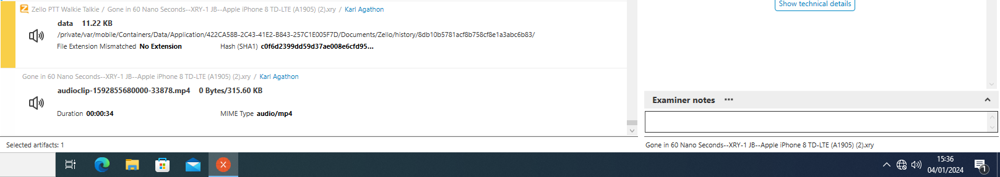 Zello PTT Walkie Talkie / Gone in 60 Nano Seconds--XRY-1 JB--Apple iPhone 8 TD-LTE (A1905) (2).xry / Karl Agathon
Show technical details
data 11.22 KB
/private/var/mobile/Containers/Data/Application/422CA58B-2C43-41E2-B843-257C1E005F7D/Documents/Zello/history/8db10b5781acf8b758cf8e1a3abc6b83/
File Extension Mismatched No Extension Hash (SHA1) c0f6d2399dd59d37ae008e6cfd95...
Gone in 60 Nano Seconds--XRY-1 JB--Apple iPhone 8 TD-LTE (A1905) (2).xry / Karl Agathon
audioclip-1592855680000-33878.mp4 0 Bytes/315.60 KB
Duration 00:00:34 MIME Type audio/mp4
Examiner notes ···
Selected artifacts: 1
Gone in 60 Nano Seconds--XRY-1 JB--Apple iPhone 8 TD-LTE (A1905) (2).xry
X
15:36
04/01/2024
1